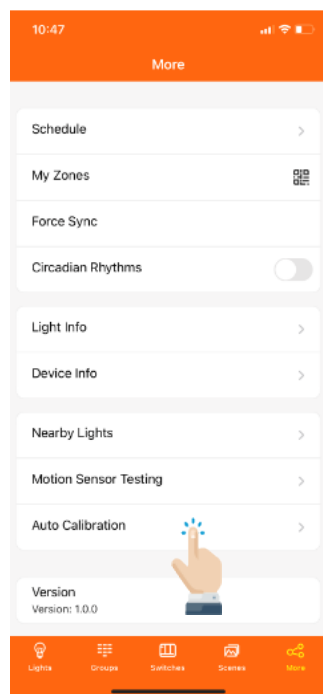 10:47
More
Schedule
My Zones
Force Sync
Circadian Rhythms
Light Info
Device Info
Nearby Lights
Motion Sensor Testing
Auto Calibration
Version
Version: 1.0.0
Lights Groups Switches Scenes More